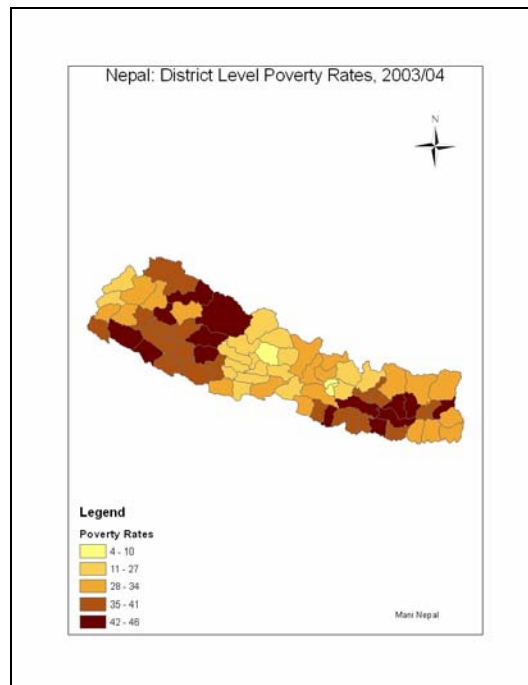 Nepal: District Level Poverty Rates, 2003/04
N
Legend
Poverty Rates
4 - 10
11 - 27
28 - 34
35 - 41
42 - 46
Mani Nepal